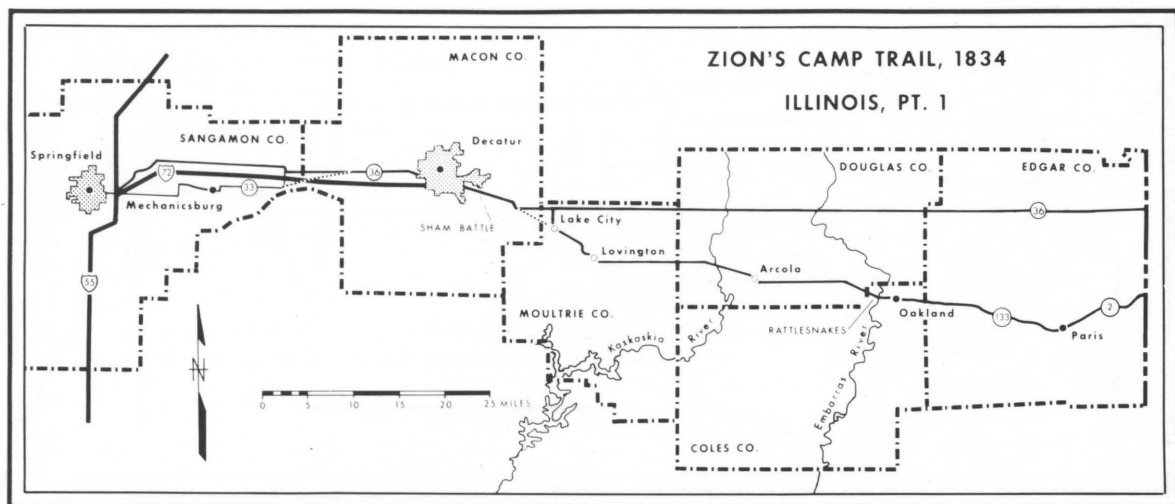 ZION'S CAMP TRAIL, 1834
ILLINOIS, PT. 1
MACON CO.
SANGAMON CO.
Springfield
Decatur
DOUGLAS CO.
EDGAR CO.
72
36
33
Mechanicsburg
36
SHAM BATTLE
Lake City
Lovington
Arcola
55
Oakland
133
2
Paris
RATTLESNAKES
MOULTRIE CO.
Kaskaskia River
Embarras River
N
0 5 10 15 20 25 MILES
COLES CO.